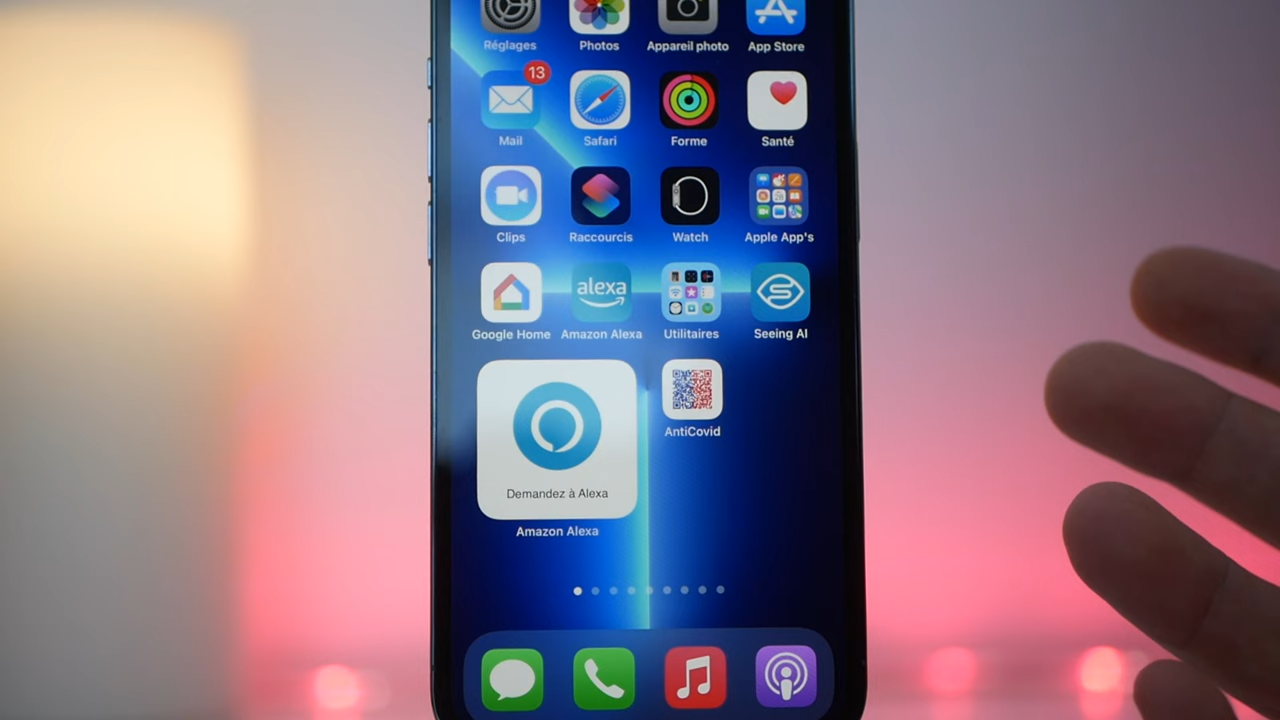 Réglages
Photos
Appareil photo
App Store
13
Mail
Safari
Forme
Santé
Clips
Raccourcis
Watch
Apple App's
alexa
Google Home
Amazon Alexa
Utilitaires
Seeing AI
Demandez à Alexa
Amazon Alexa
AntiCovid